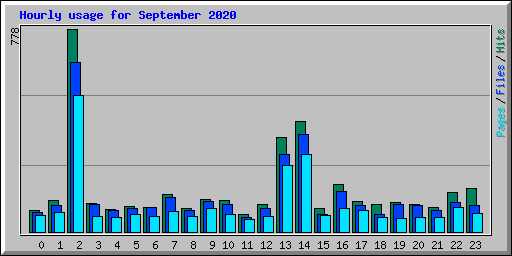 Hourly usage for September 2020
778
Pages / Files / Hits
0 1 2 3 4 5 6 7 8 9 10 11 12 13 14 15 16 17 18 19 20 21 22 23